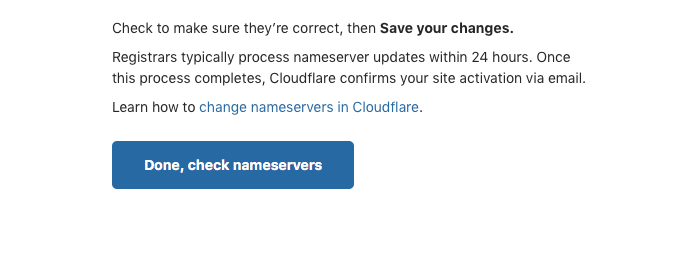 Check to make sure they’re correct, then Save your changes.
Registrars typically process nameserver updates within 24 hours. Once
this process completes, Cloudflare confirms your site activation via email.
Learn how to change nameservers in Cloudflare.
Done, check nameservers